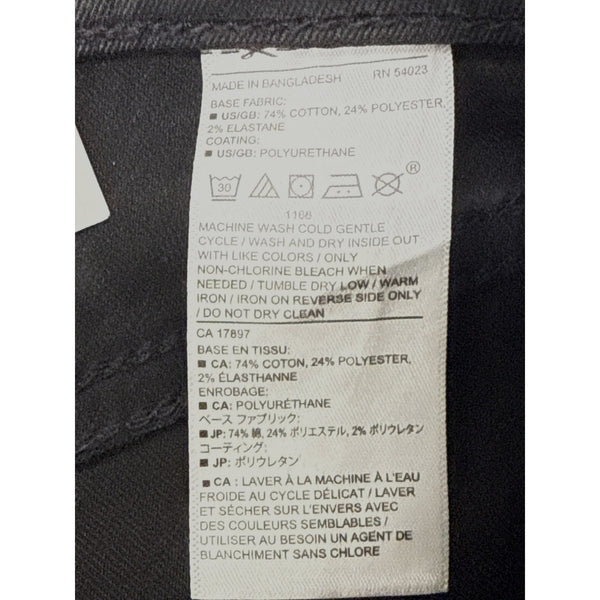 MADE IN BANGLADESH RN 54023
BASE FABRIC:
■ US/GB: 74% COTTON, 24% POLYESTER,
2% ELASTANE
COATING:
■ US/GB: POLYURETHANE
30 ®
1166
MACHINE WASH COLD GENTLE
CYCLE / WASH AND DRY INSIDE OUT
WITH LIKE COLORS / ONLY
NON-CHLORINE BLEACH WHEN
NEEDED / TUMBLE DRY LOW / WARM
IRON / IRON ON REVERSE SIDE ONLY
/ DO NOT DRY CLEAN
CA 17897
BASE EN TISSU:
■ CA: 74% COTON, 24% POLYESTER,
2% ÉLASTHANNE
ENROBAGE:
■ CA: POLYURÉTHANE
ベース ファブリック:
■ JP: 74% 綿, 24% ポリエステル, 2% ポリウレタン
コーティング:
■ JP: ポリウレタン
■ CA : LAVER À LA MACHINE À L'EAU
FROIDE AU CYCLE DÉLICAT / LAVER
ET SÉCHER SUR L'ENVERS AVEC
DES COULEURS SEMBLABLES /
AU BESOIN UTILISER UN AGENT DE
BLANCHIMENT SANS CHLORE